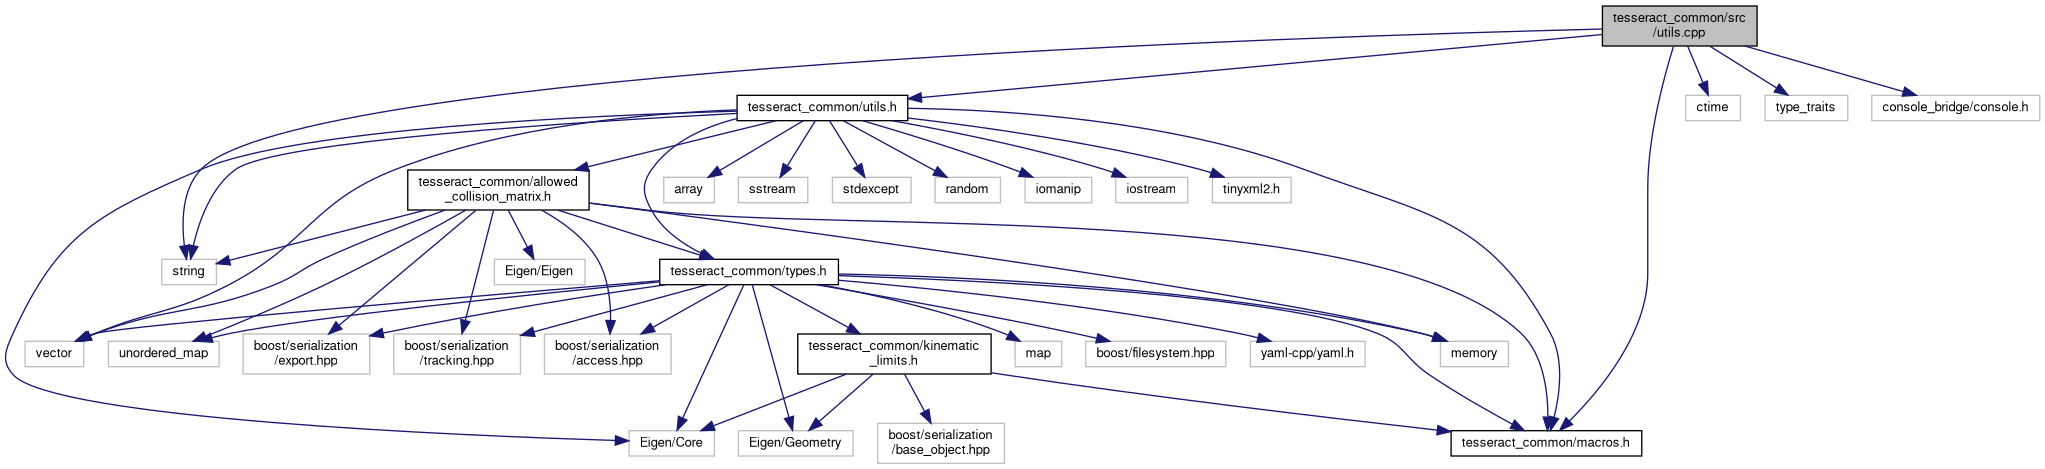 tesseract_common/src
/utils.cpp
tesseract_common/utils.h
ctime
type_traits
console_bridge/console.h
tesseract_common/allowed
_collision_matrix.h
array
sstream
stdexcept
random
iomanip
iostream
tinyxml2.h
string
Eigen/Eigen
tesseract_common/types.h
vector
unordered_map
boost/serialization
/export.hpp
boost/serialization
/tracking.hpp
boost/serialization
/access.hpp
tesseract_common/kinematic
_limits.h
map
boost/filesystem.hpp
yaml-cpp/yaml.h
memory
Eigen/Core
Eigen/Geometry
boost/serialization
/base_object.hpp
tesseract_common/macros.h